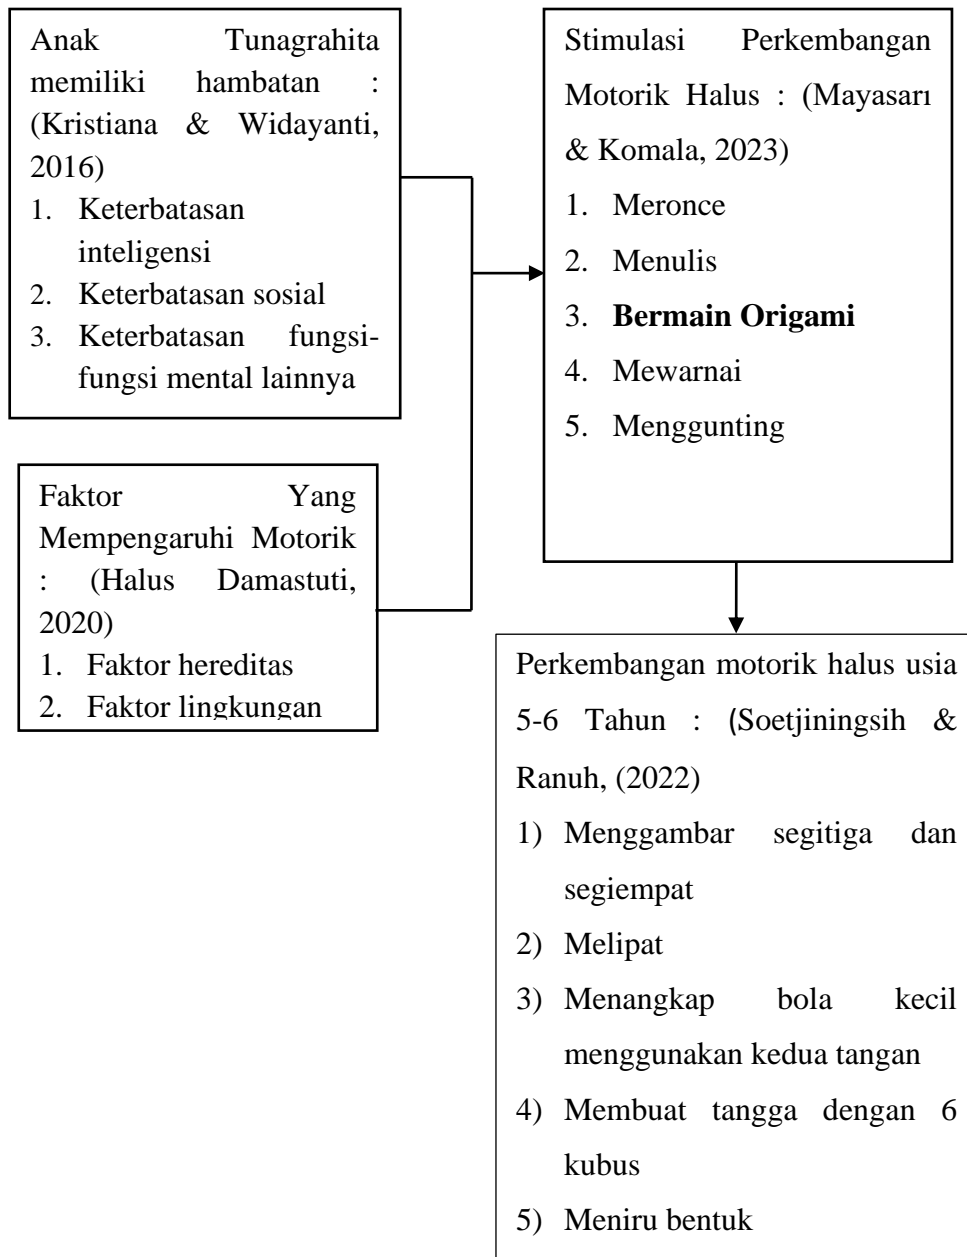 Anak Tunagrahita
memiliki hambatan :
(Kristiana & Widayanti,
2016)
1. Keterbatasan
inteligensi
2. Keterbatasan sosial
3. Keterbatasan fungsi-
fungsi mental lainnya
Faktor Yang
Mempengaruhi Motorik
: (Halus Damastuti,
2020)
1. Faktor hereditas
2. Faktor lingkungan
Stimulasi Perkembangan
Motorik Halus : (Mayasarı
& Komala, 2023)
1. Meronce
2. Menulis
3. Bermain Origami
4. Mewarnai
5. Menggunting
Perkembangan motorik halus usia
5-6 Tahun : (Soetjiningsih &
Ranuh, (2022)
1) Menggambar segitiga dan
segiempat
2) Melipat
3) Menangkap bola kecil
menggunakan kedua tangan
4) Membuat tangga dengan 6
kubus
5) Meniru bentuk